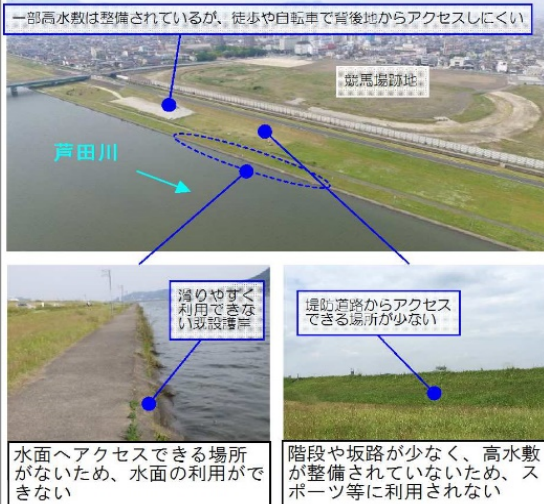 一部高水敷は整備されているが、徒歩や自転車で背後地からアクセスしにくい
競馬場跡地
芦田川
滑りやすく
利用できな
い既設護岸
堤防道路からアクセス
できる場所が少ない
水面へアクセスできる場所
がないため、水面の利用がで
きない
階段や坂路が少なく、高水敷
が整備されていないため、ス
ポーツ等に利用されない